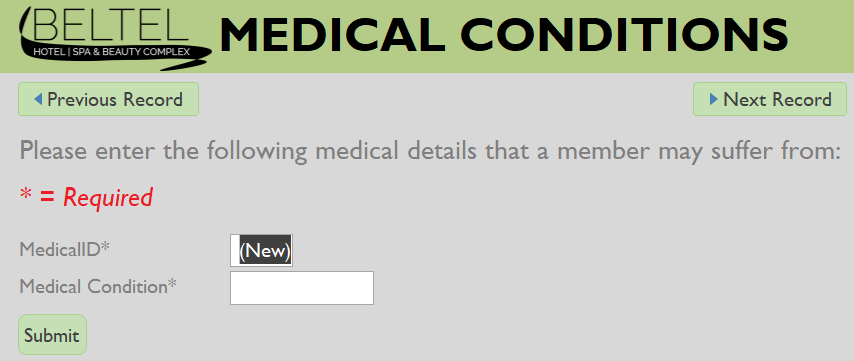 BELTEL
HOTEL | SPA & BEAUTY COMPLEX
MEDICAL CONDITIONS
Previous Record
Next Record
Please enter the following medical details that a member may suffer from:
* = Required
MedicalID* (New)
Medical Condition*
Submit